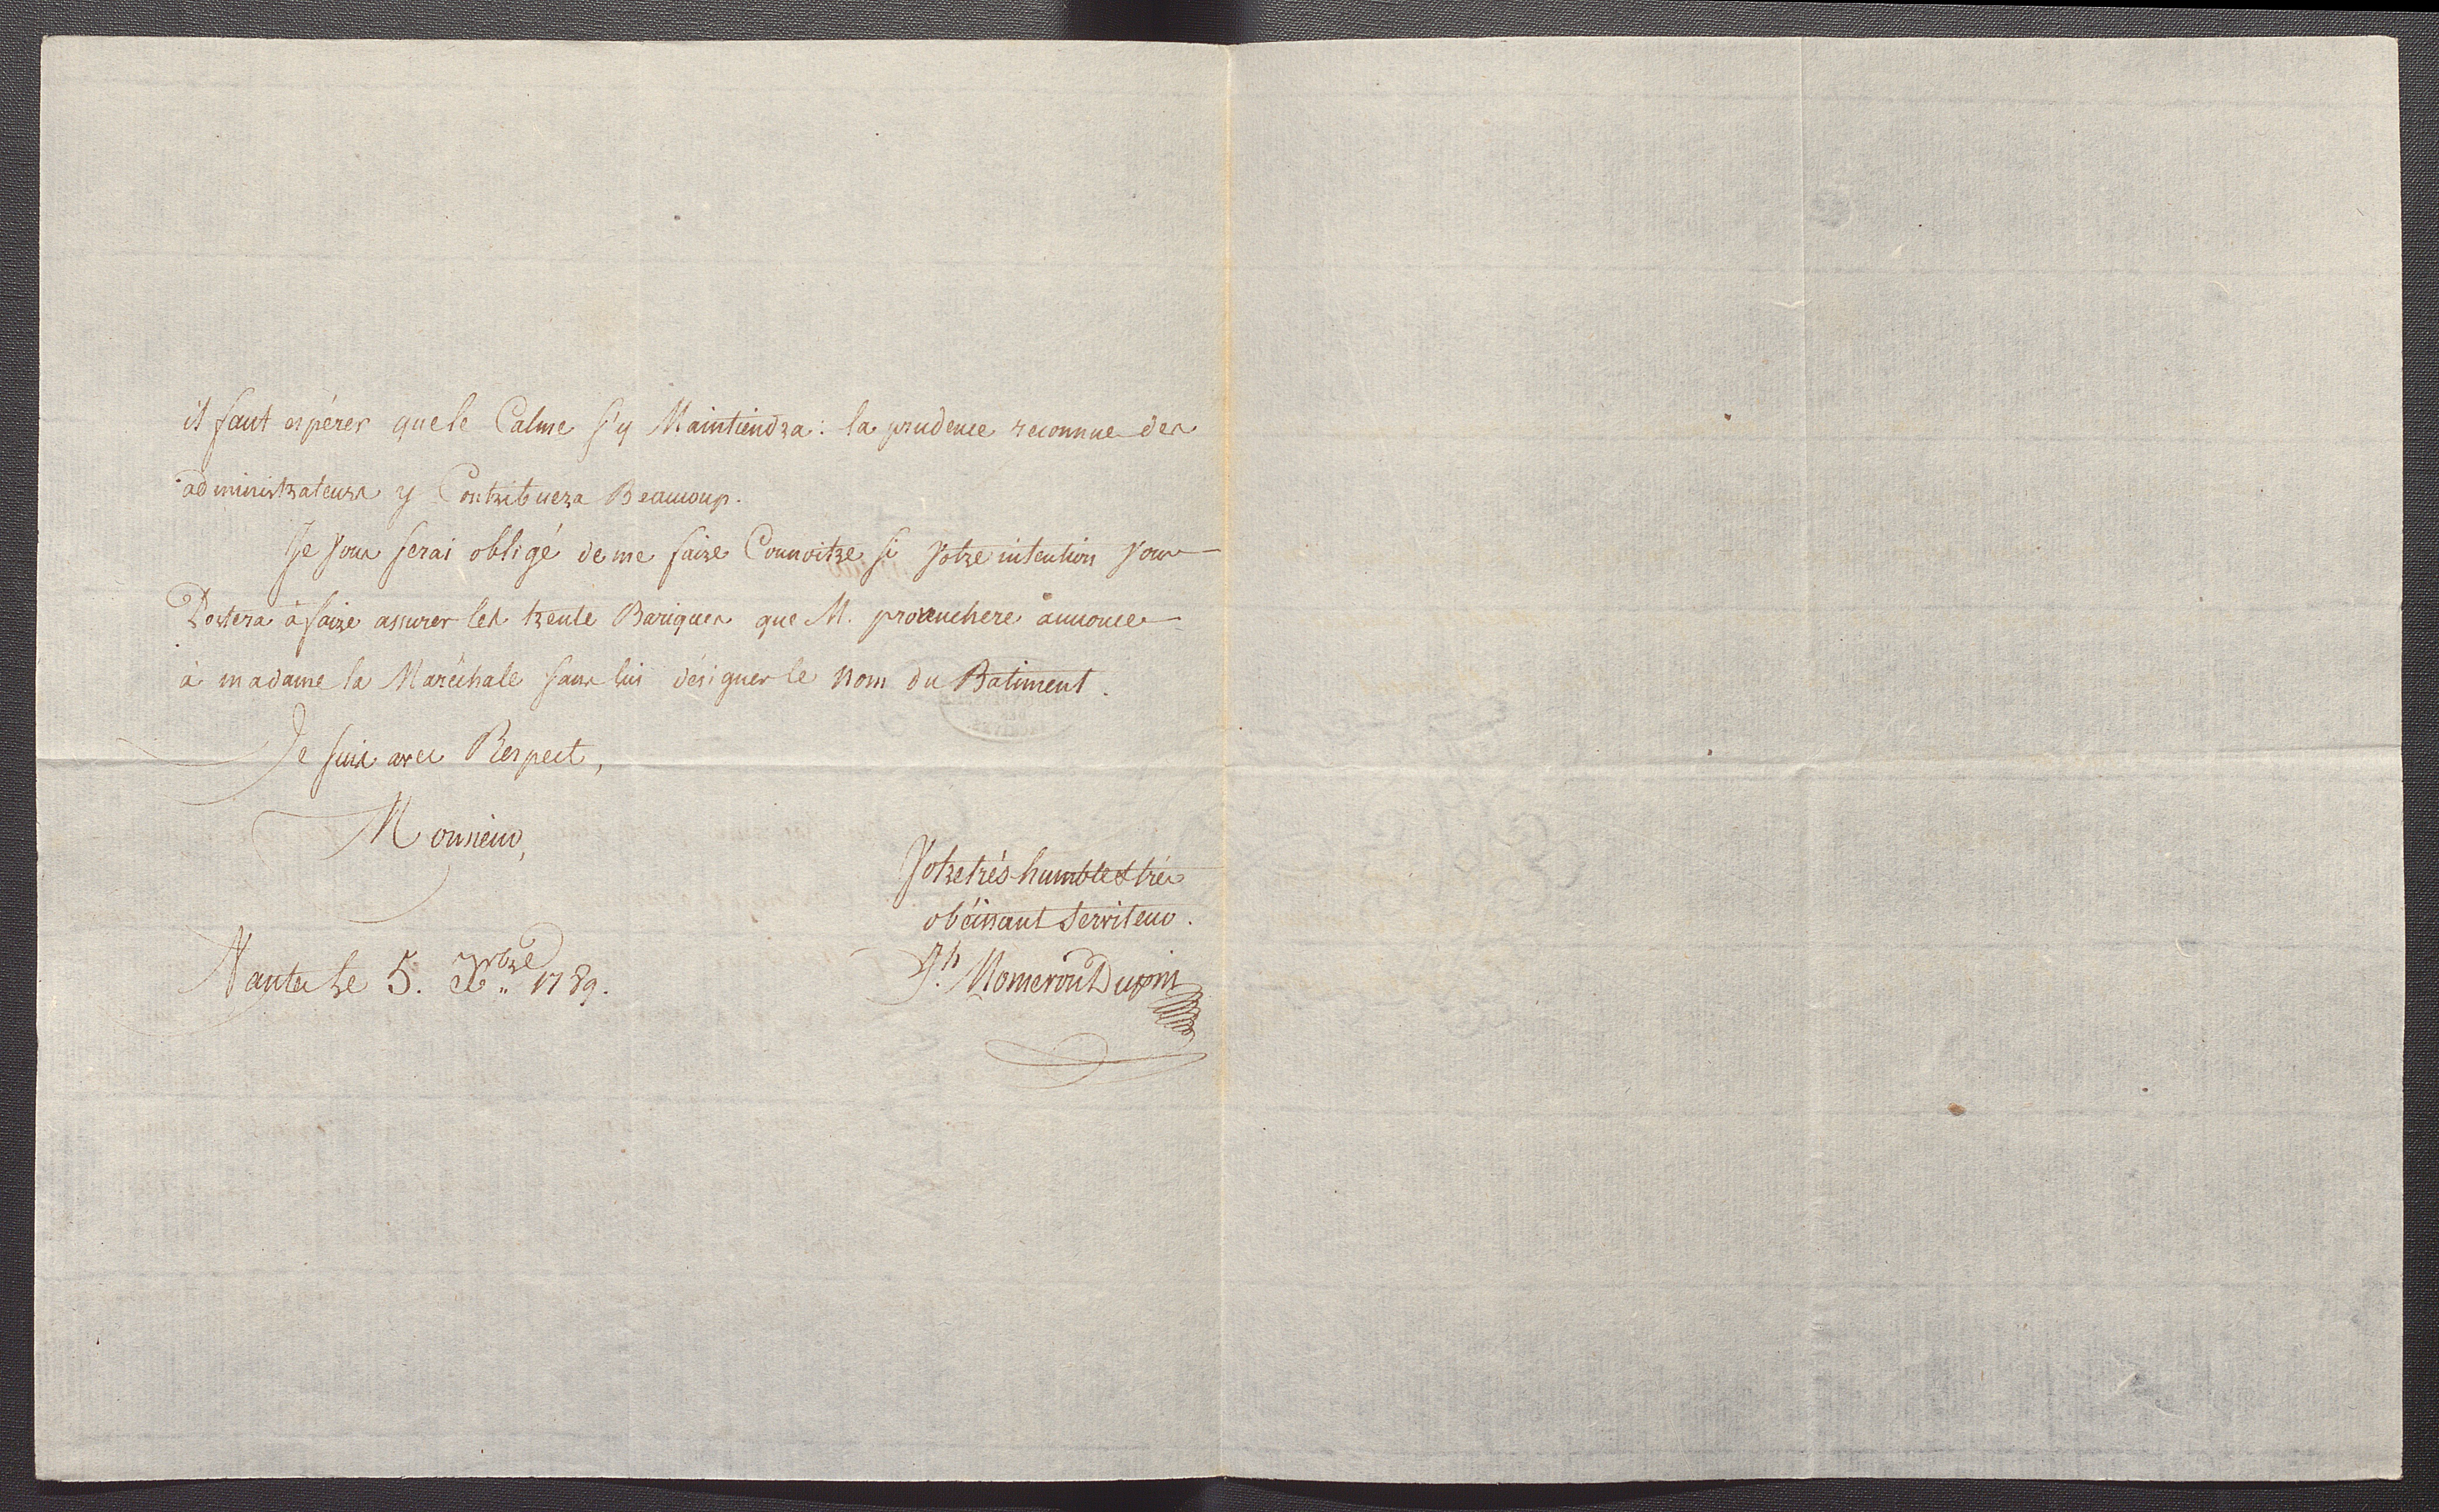 il faut espérer que le Calme s'y Maintiendra : la prudence reconnue des
administrateurs y Contribuera Beaucoup.
Je vous serai obligé de me faire Connoitre si Votre intention Vous
Portera à faire assurer les trente Bariques que M. provenchere annonce
à madame la Maréchale sans lui désigner le nom du Batiment.
Je suis avec Respect,
Monsieur,
Votre très humble & très
obéissant Serviteur.
Nantes le 5. Xbre 1789.
Jh. Monneron Dupin